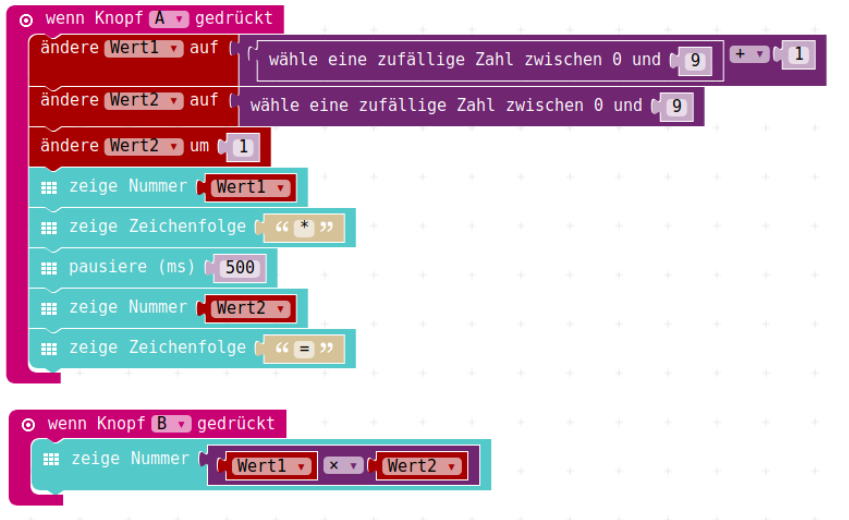 wenn Knopf A gedrückt
ändere Wert1 auf wähle eine zufällige Zahl zwischen 0 und 9 + 1
ändere Wert2 auf wähle eine zufällige Zahl zwischen 0 und 9
ändere Wert2 um 1
zeige Nummer Wert1
zeige Zeichenfolge “ * ”
pausiere (ms) 500
zeige Nummer Wert2
zeige Zeichenfolge “ = ”
wenn Knopf B gedrückt
zeige Nummer Wert1 × Wert2